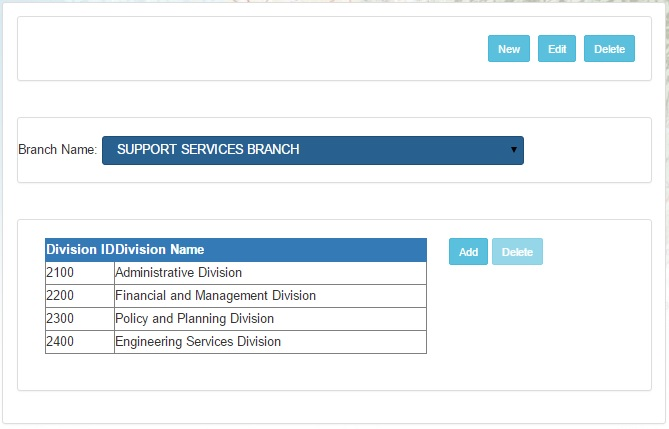 New Edit Delete
Branch Name: SUPPORT SERVICES BRANCH
Division ID Division Name Add Delete
2100 Administrative Division
2200 Financial and Management Division
2300 Policy and Planning Division
2400 Engineering Services Division